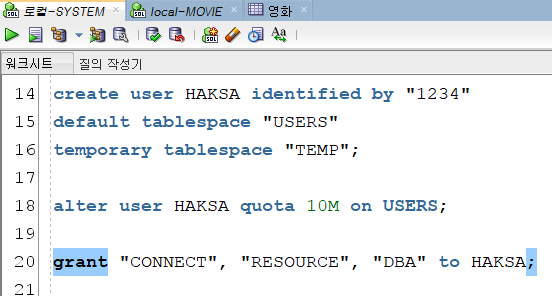 로컬-SYSTEM local-MOVIE 영화
워크시트 질의 작성기
14 create user HAKSA identified by "1234"
15 default tablespace "USERS"
16 temporary tablespace "TEMP";
17
18 alter user HAKSA quota 10M on USERS;
19
20 grant "CONNECT", "RESOURCE", "DBA" to HAKSA;
21